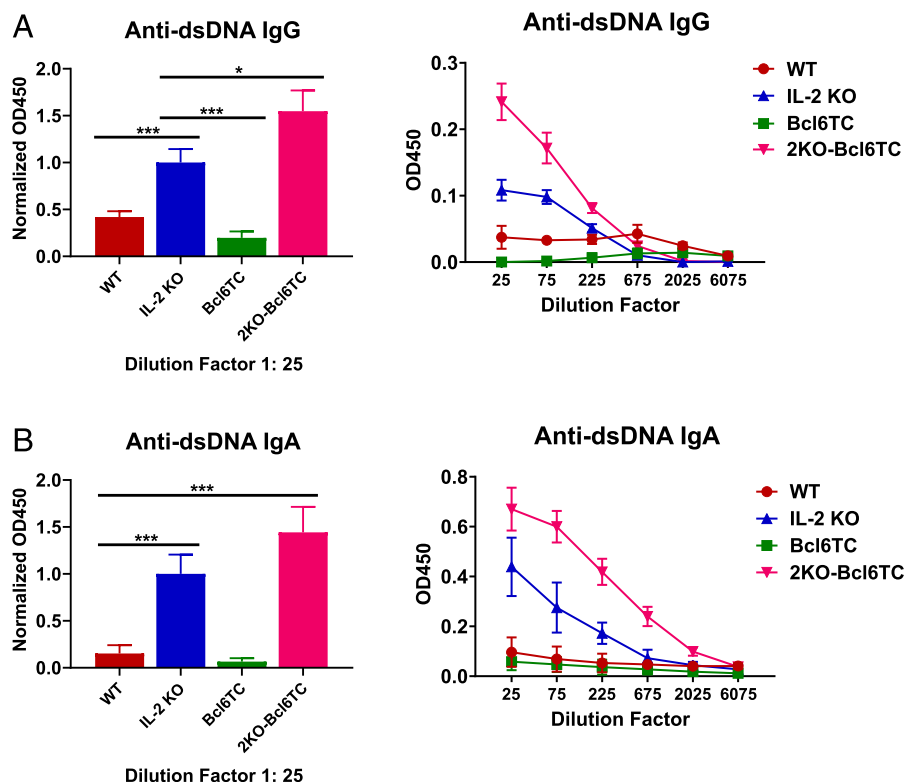 A
Anti-dsDNA IgG
Normalized OD450
2.0
1.5
1.0
0.5
0.0
*
***
***
WT
IL-2 KO
Bcl6TC
2KO-Bcl6TC
Dilution Factor 1: 25
Anti-dsDNA IgG
OD450
0.3
0.2
0.1
0.0
25 75 225 675 2025 6075
Dilution Factor
WT
IL-2 KO
Bcl6TC
2KO-Bcl6TC
B
Anti-dsDNA IgA
Normalized OD450
2.0
1.5
1.0
0.5
0.0
***
***
WT
IL-2 KO
Bcl6TC
2KO-Bcl6TC
Dilution Factor 1: 25
Anti-dsDNA IgA
OD450
0.8
0.6
0.4
0.2
0.0
25 75 225 675 2025 6075
Dilution Factor
WT
IL-2 KO
Bcl6TC
2KO-Bcl6TC